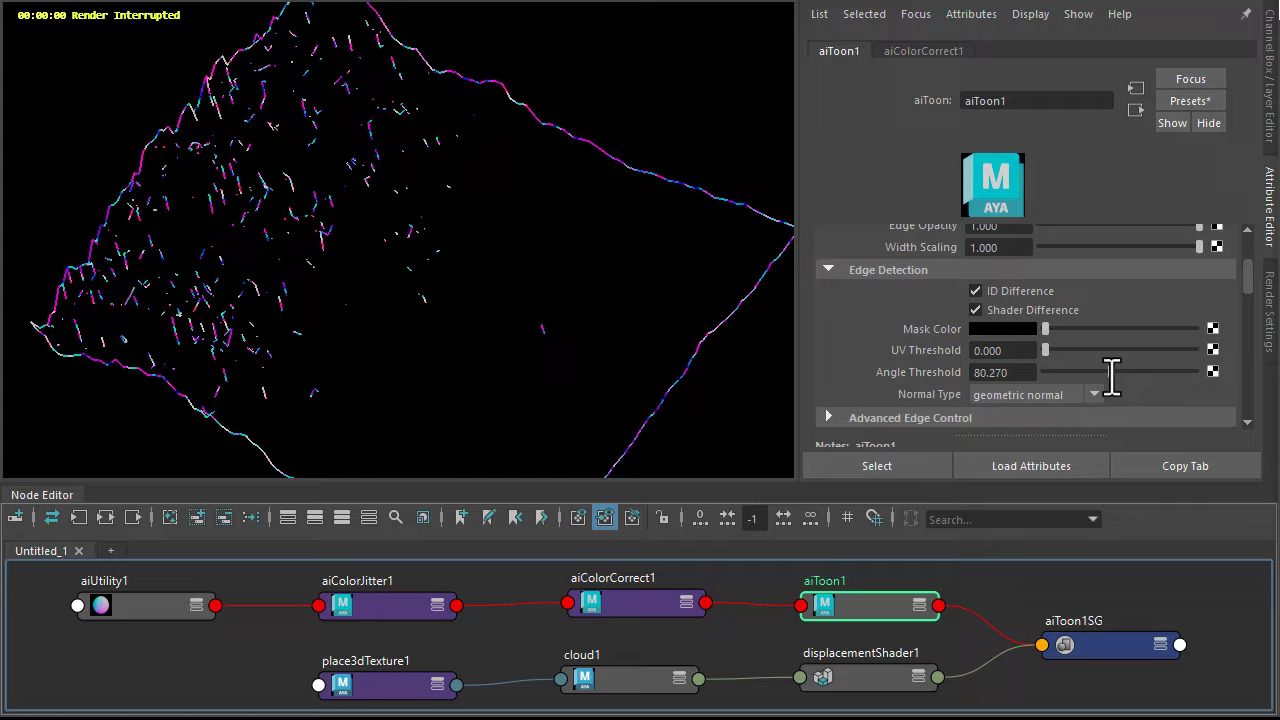 00:00:00 Render Interrupted
List Selected Focus Attributes Display Show Help
aiToon1 aiColorCorrect1
Focus
aiToon: aiToon1 Presets*
Show Hide
M
AYA
Edge Opacity 1.000
Width Scaling 1.000
Edge Detection
ID Difference
Shader Difference
Mask Color
UV Threshold 0.000
Angle Threshold 80.270
Normal Type geometric normal
Advanced Edge Control
Notes: aiToon1
Select Load Attributes Copy Tab
Channel Box / Layer Editor
Attribute Editor
Render Settings
Node Editor
-1 Search...
Untitled_1 +
aiUtility1 aiColorJitter1 aiColorCorrect1 aiToon1
aiToon1SG
place3dTexture1 cloud1 displacementShader1